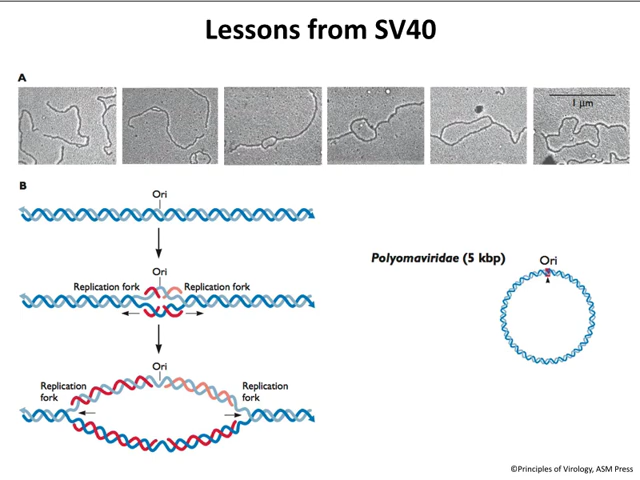 Lessons from SV40
A
1 µm
B
Ori
Ori
Replication fork
Replication fork
Ori
Replication
fork
Replication
fork
Polyomaviridae (5 kbp)
Ori
©Principles of Virology, ASM Press